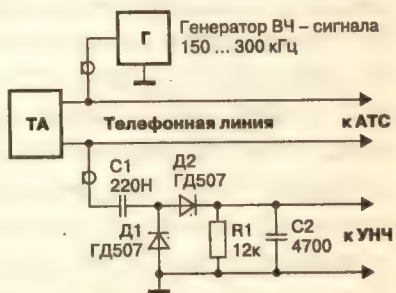 Г
Генератор ВЧ – сигнала
150 ... 300 кГц
ТА
Телефонная линия
к АТС
С1
220Н
Д2
ГД507
Д1
ГД507
R1
12к
С2
4700
к УНЧ